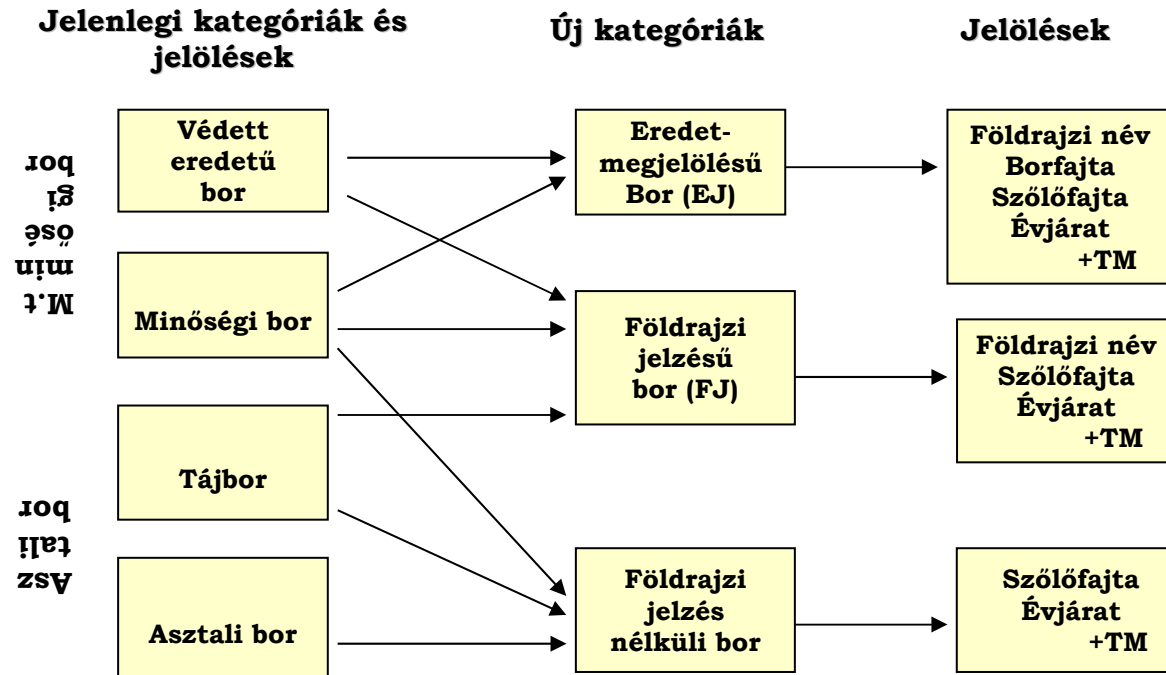 Jelenlegi kategóriák és
jelölések
Új kategóriák
Jelölések
M.t
min
ősé
gi
bor
Védett
eredetű
bor
Minőségi bor
Asz
tali
bor
Tájbor
Asztali bor
Eredet-
megjelölésű
Bor (EJ)
Földrajzi
jelzésű
bor (FJ)
Földrajzi
jelzés
nélküli bor
Földrajzi név
Borfajta
Szőlőfajta
Évjárat
+TM
Földrajzi név
Szőlőfajta
Évjárat
+TM
Szőlőfajta
Évjárat
+TM